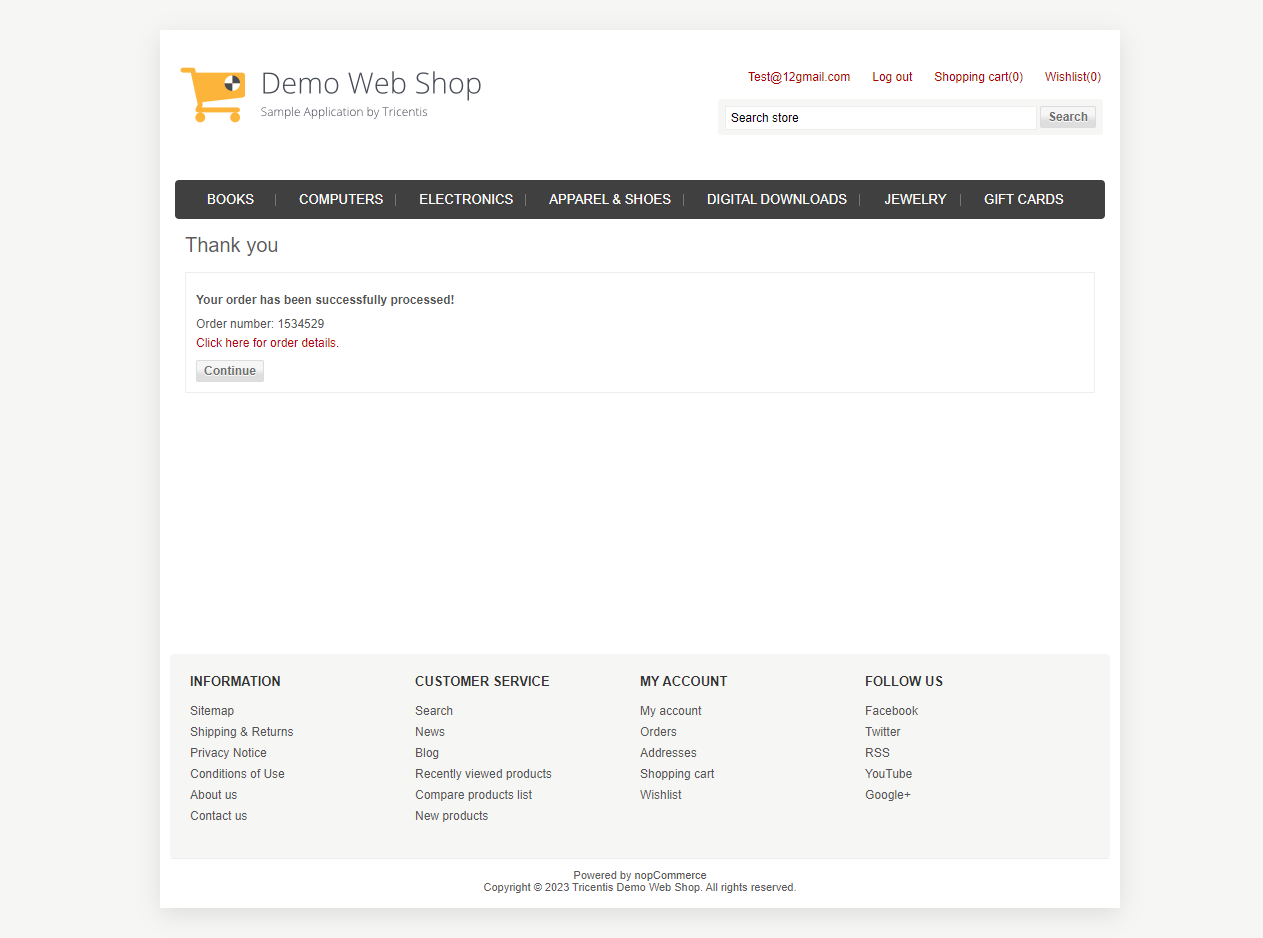 Demo Web Shop
Sample Application by Tricentis
Test@12gmail.com Log out Shopping cart(0) Wishlist(0)
Search store Search
BOOKS COMPUTERS ELECTRONICS APPAREL & SHOES DIGITAL DOWNLOADS JEWELRY GIFT CARDS
Thank you
Your order has been successfully processed!
Order number: 1534529
Click here for order details.
Continue
INFORMATION
Sitemap
Shipping & Returns
Privacy Notice
Conditions of Use
About us
Contact us
CUSTOMER SERVICE
Search
News
Blog
Recently viewed products
Compare products list
New products
MY ACCOUNT
My account
Orders
Addresses
Shopping cart
Wishlist
FOLLOW US
Facebook
Twitter
RSS
YouTube
Google+
Powered by nopCommerce
Copyright © 2023 Tricentis Demo Web Shop. All rights reserved.